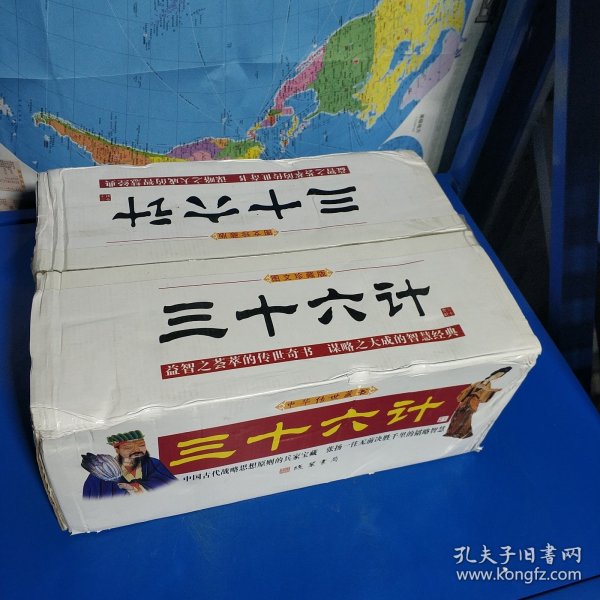 三十六计
益智之荟萃的传世奇书 谋略之大成的智慧经典
图文珍藏版
图文珍藏版
三十六计
益智之荟萃的传世奇书 谋略之大成的智慧经典
中华传世藏书
三十六计
中国古代战略思想原则的兵家宝藏 张扬一往无前决胜千里的韬略智慧
线装书局
孔夫子旧书网
www.kongfz.com